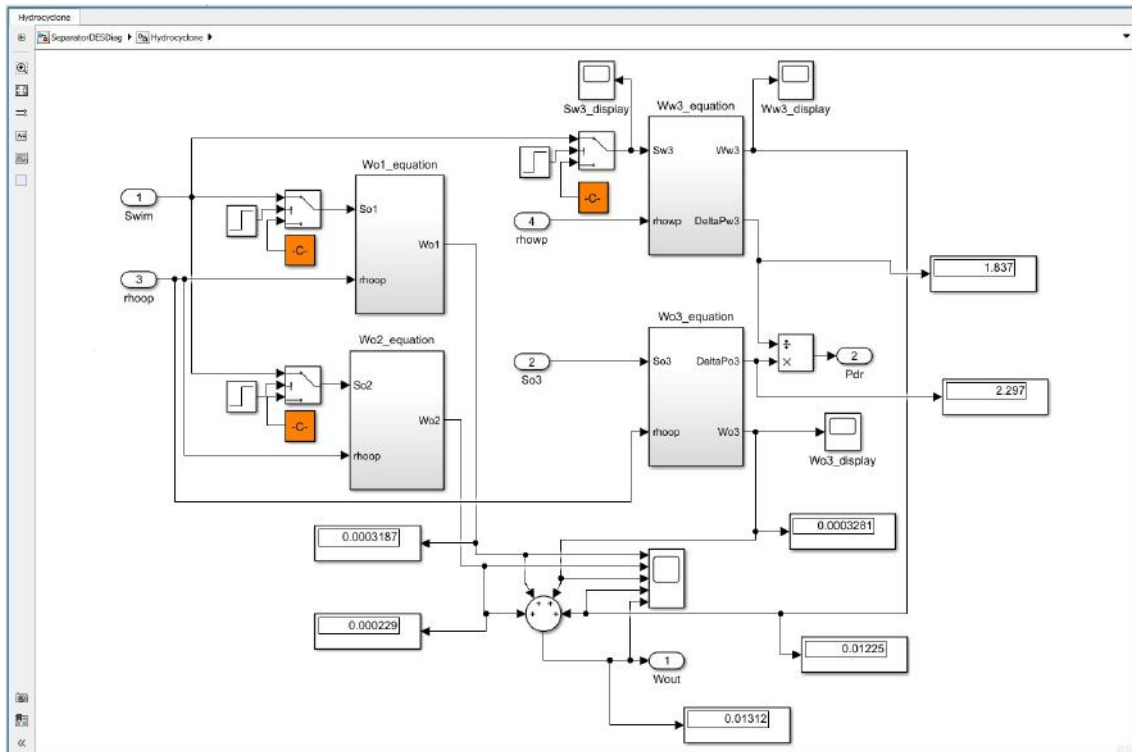 Hydrocyclone
SeparatorDESDiag ▶ Hydrocyclone ▶
Sw3_display
Ww3_equation
Ww3_display
Sw3
Ww3
-C-
4
rhowp
rhowp
DeltaPw3
1.837
Wo1_equation
1
Swim
So1
-C-
Wo1
3
rhoop
rhoop
Wo2_equation
So2
-C-
Wo2
rhoop
Wo3_equation
2
So3
So3
DeltaPo3
÷
×
2
Pdr
2.297
rhoop
Wo3
Wo3_display
0.0003187
0.0003281
+ +
+ +
0.000229
0.01225
1
Wout
0.01312